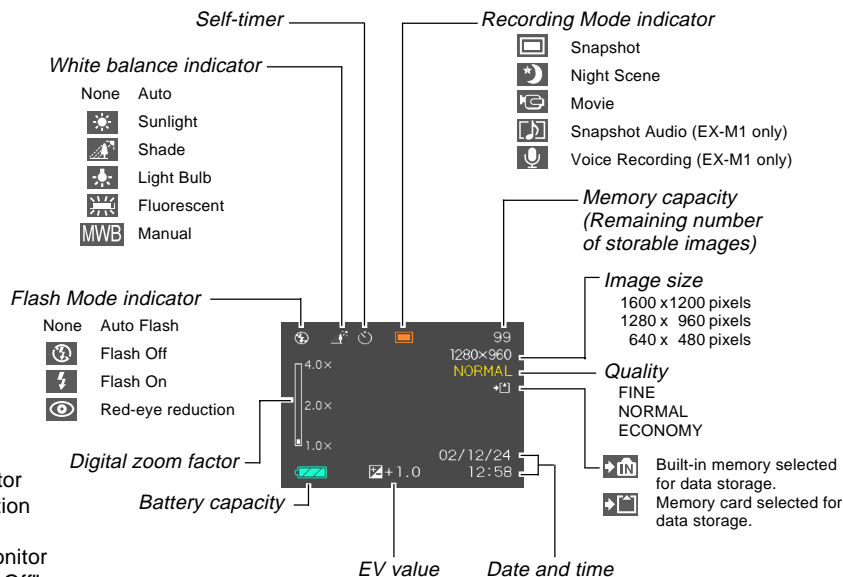 Self-timer
Recording Mode indicator
Snapshot
Night Scene
Movie
Snapshot Audio (EX-M1 only)
Voice Recording (EX-M1 only)
White balance indicator
None Auto
Sunlight
Shade
Light Bulb
Fluorescent
MWB Manual
Memory capacity
(Remaining number
of storable images)
Image size
1600 x1200 pixels
1280 x 960 pixels
640 x 480 pixels
Flash Mode indicator
None Auto Flash
Flash Off
Flash On
Red-eye reduction
99
1280×960
NORMAL
4.0×
2.0×
1.0×
02/12/24
+1.0 12:58
Quality
FINE
NORMAL
ECONOMY
IN Built-in memory selected
for data storage.
Memory card selected for
data storage.
Digital zoom factor
Battery capacity
EV value
Date and time
tor
tion
onitor
Off"